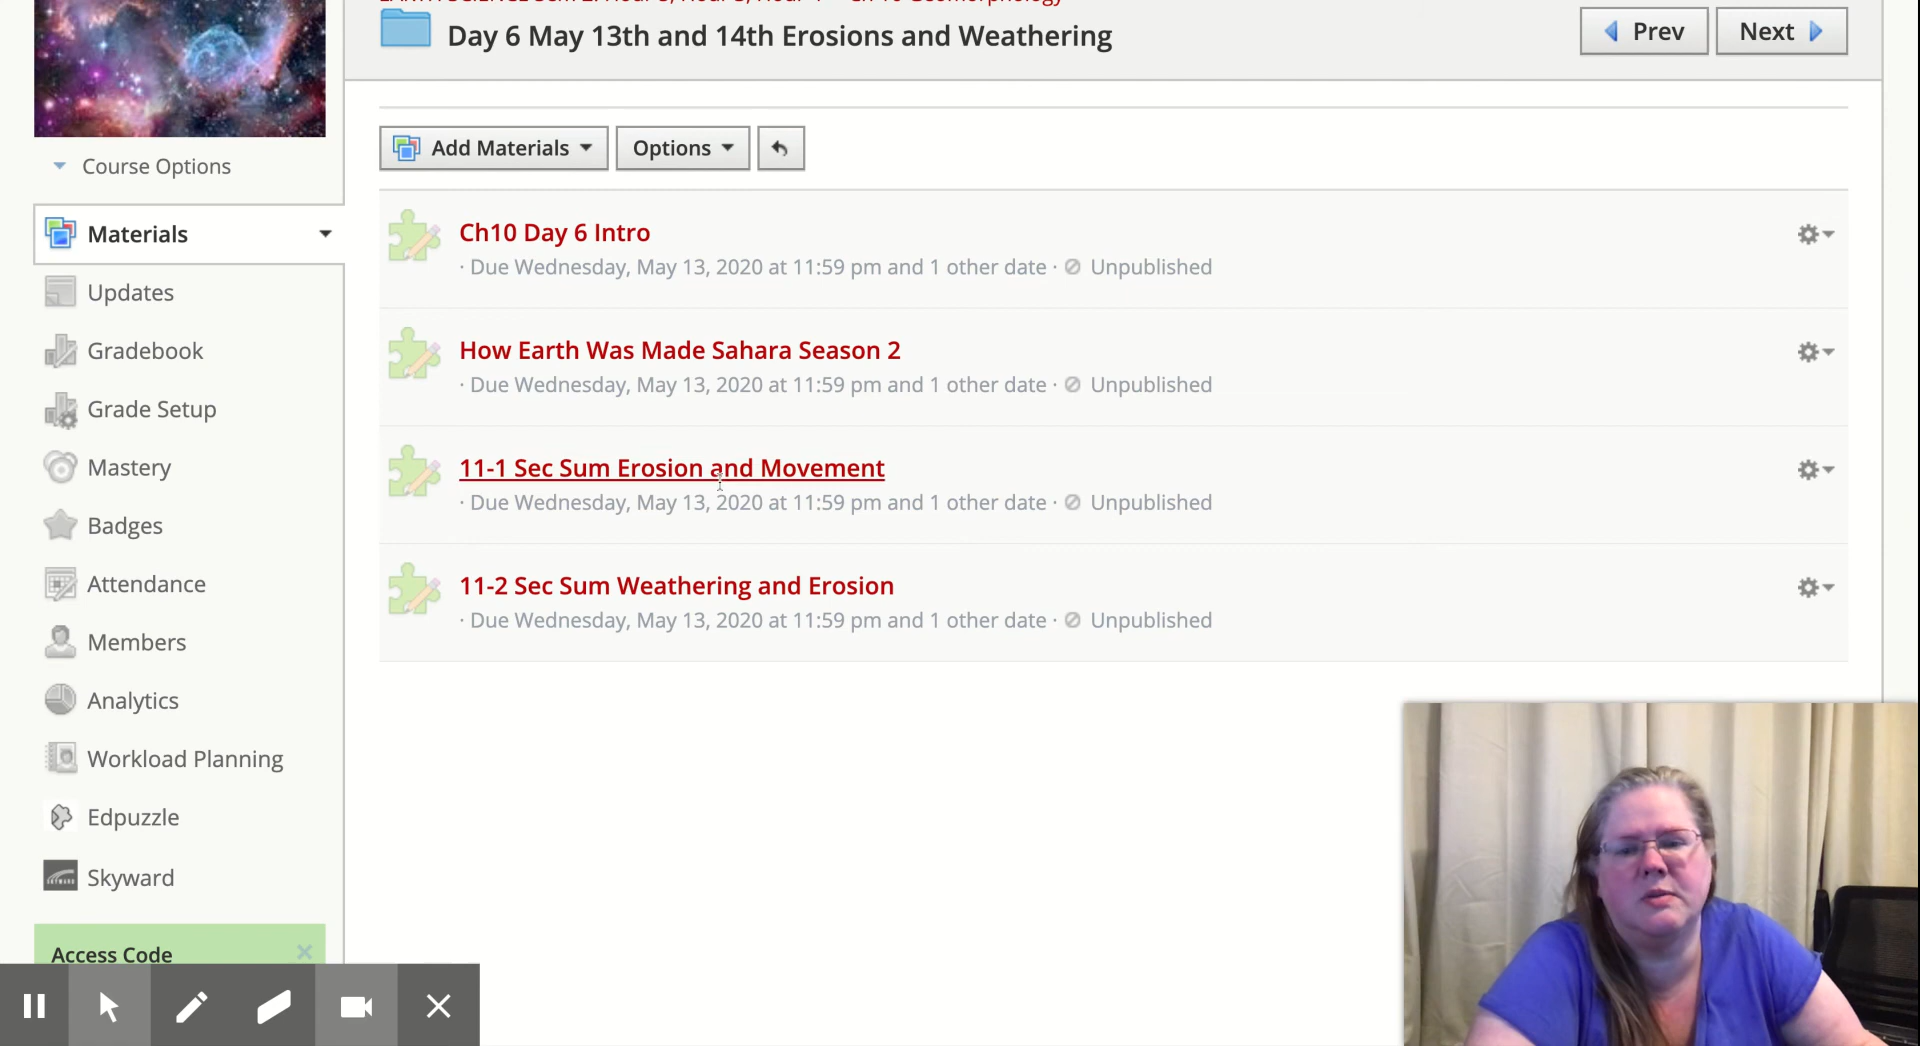 Day 6 May 13th and 14th Erosions and Weathering
Prev
Next
Add Materials
Options
Course Options
Materials
Updates
Gradebook
Grade Setup
Mastery
Badges
Attendance
Members
Analytics
Workload Planning
Edpuzzle
Skyward
Access Code
Ch10 Day 6 Intro
· Due Wednesday, May 13, 2020 at 11:59 pm and 1 other date · Unpublished
How Earth Was Made Sahara Season 2
· Due Wednesday, May 13, 2020 at 11:59 pm and 1 other date · Unpublished
11-1 Sec Sum Erosion and Movement
· Due Wednesday, May 13, 2020 at 11:59 pm and 1 other date · Unpublished
11-2 Sec Sum Weathering and Erosion
· Due Wednesday, May 13, 2020 at 11:59 pm and 1 other date · Unpublished